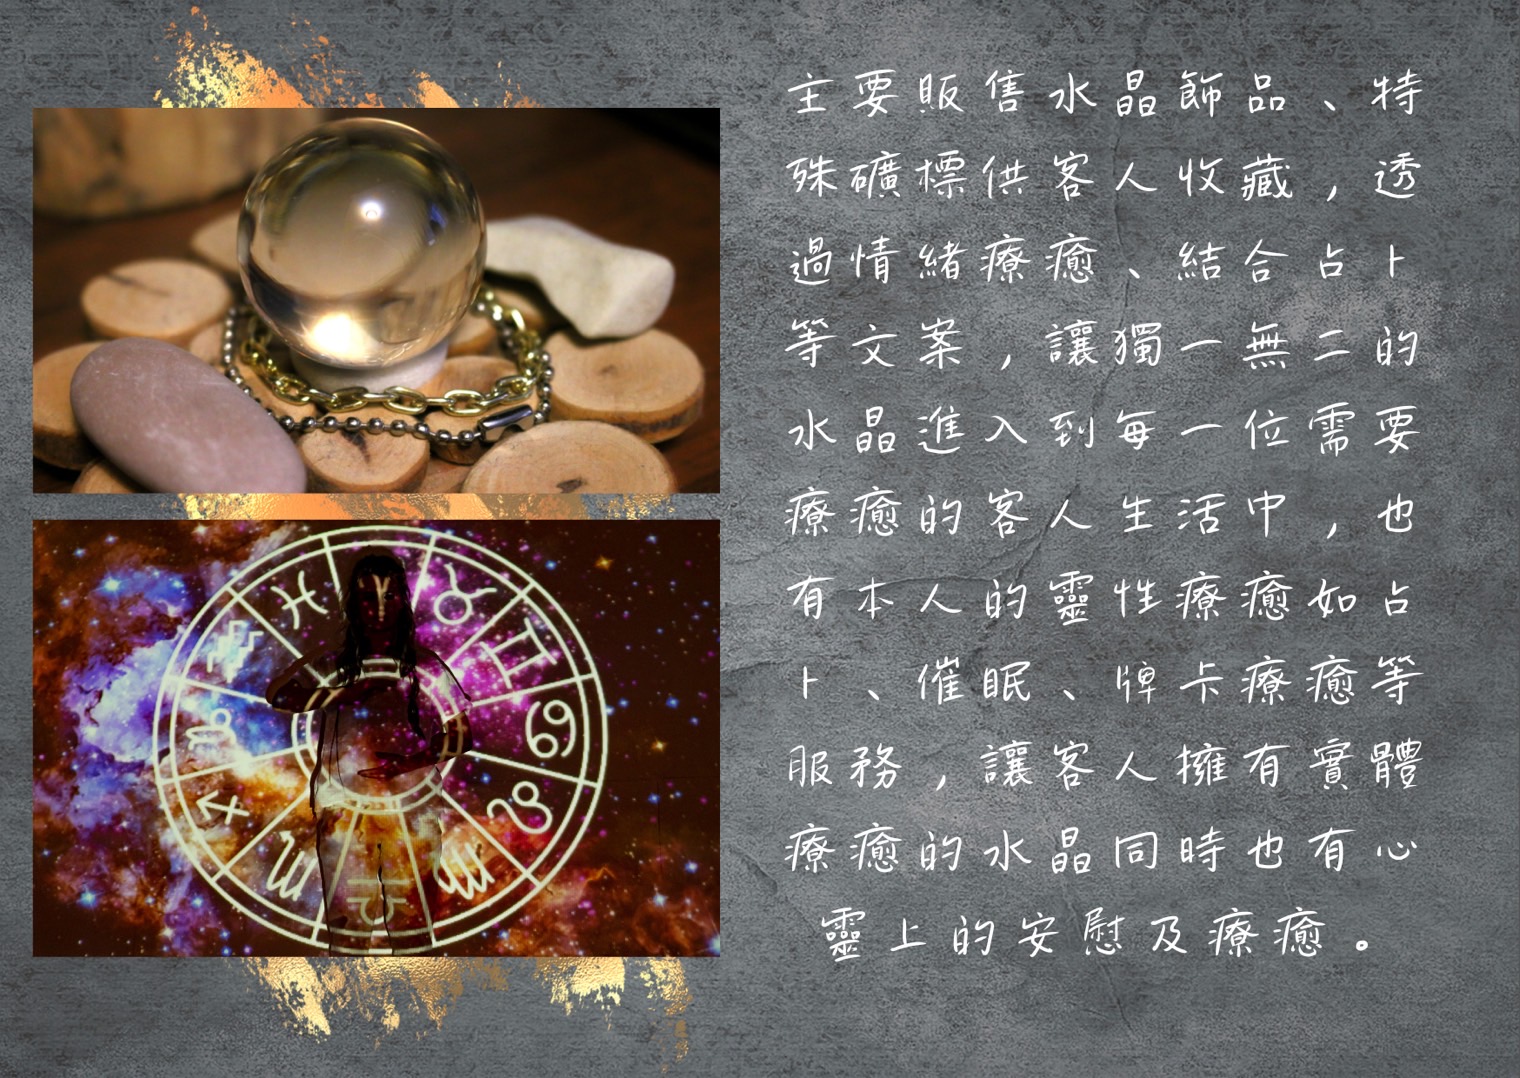 主要販售水晶飾品、特
殊礦標供客人收藏，透
過情緒療癒、結合占卜
等文案，讓獨一無二的
水晶進入到每一位需要
療癒的客人生活中，也
有本人的靈性療癒如占
卜、催眠、牌卡療癒等
服務，讓客人擁有實體
療癒的水晶同時也有心
靈上的安慰及療癒。